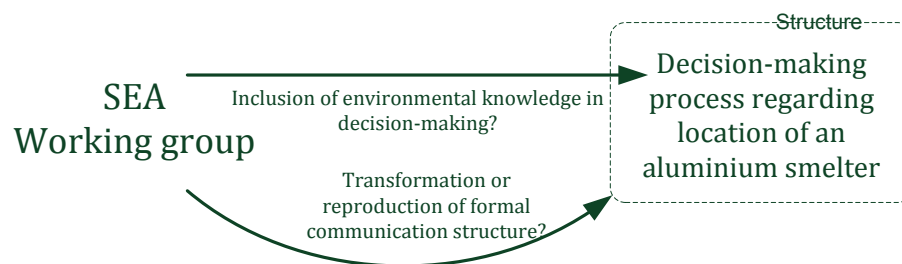 Structure
SEA
Working group
Inclusion of environmental knowledge in
decision-making?
Transformation or
reproduction of formal
communication structure?
Decision-making
process regarding
location of an
aluminium smelter